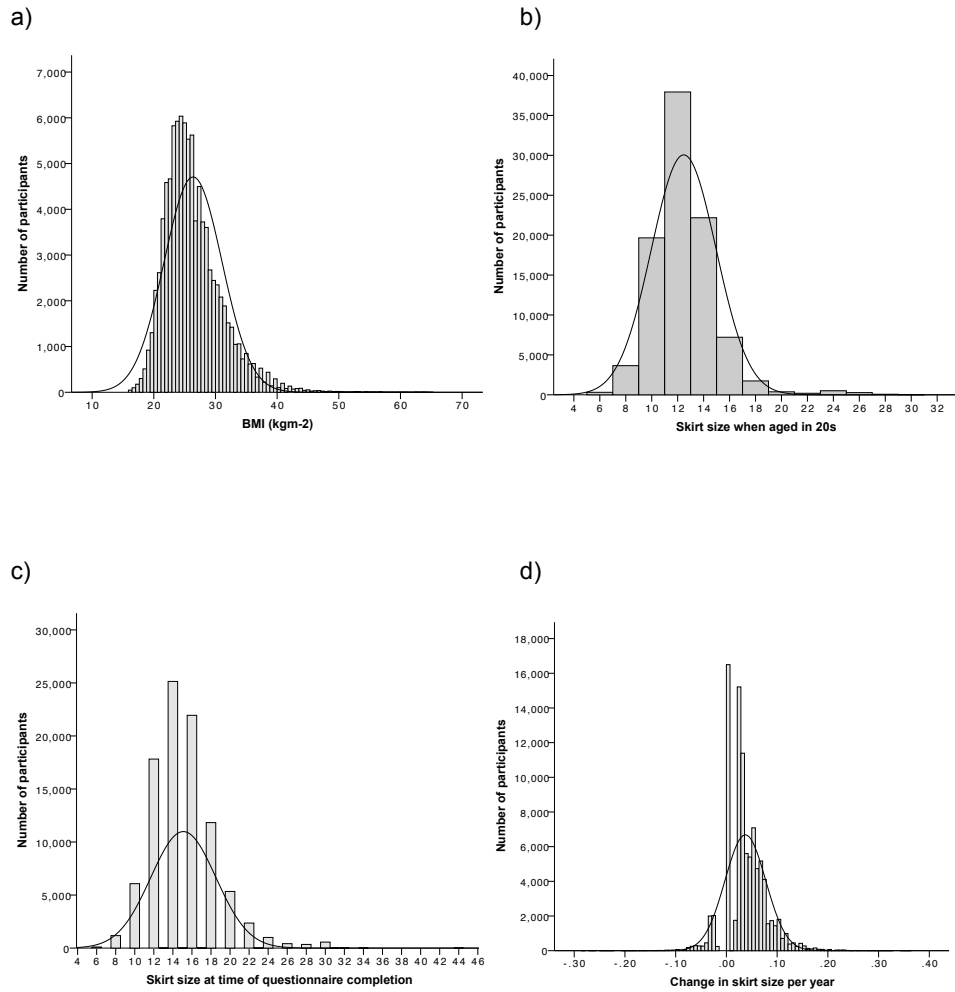 a)
7,000
6,000
5,000
4,000
3,000
2,000
1,000
0
Number of participants
10 20 30 40 50 60 70
BMI (kgm-2)
b)
40,000
35,000
30,000
25,000
20,000
15,000
10,000
5,000
0
Number of participants
4 6 8 10 12 14 16 18 20 22 24 26 28 30 32
Skirt size when aged in 20s
c)
30,000
25,000
20,000
15,000
10,000
5,000
0
Number of participants
4 6 8 10 12 14 16 18 20 22 24 26 28 30 32 34 36 38 40 42 44 46
Skirt size at time of questionnaire completion
d)
18,000
16,000
14,000
12,000
10,000
8,000
6,000
4,000
2,000
0
Number of participants
-.30 -.20 -.10 .00 .10 .20 .30 .40
Change in skirt size per year